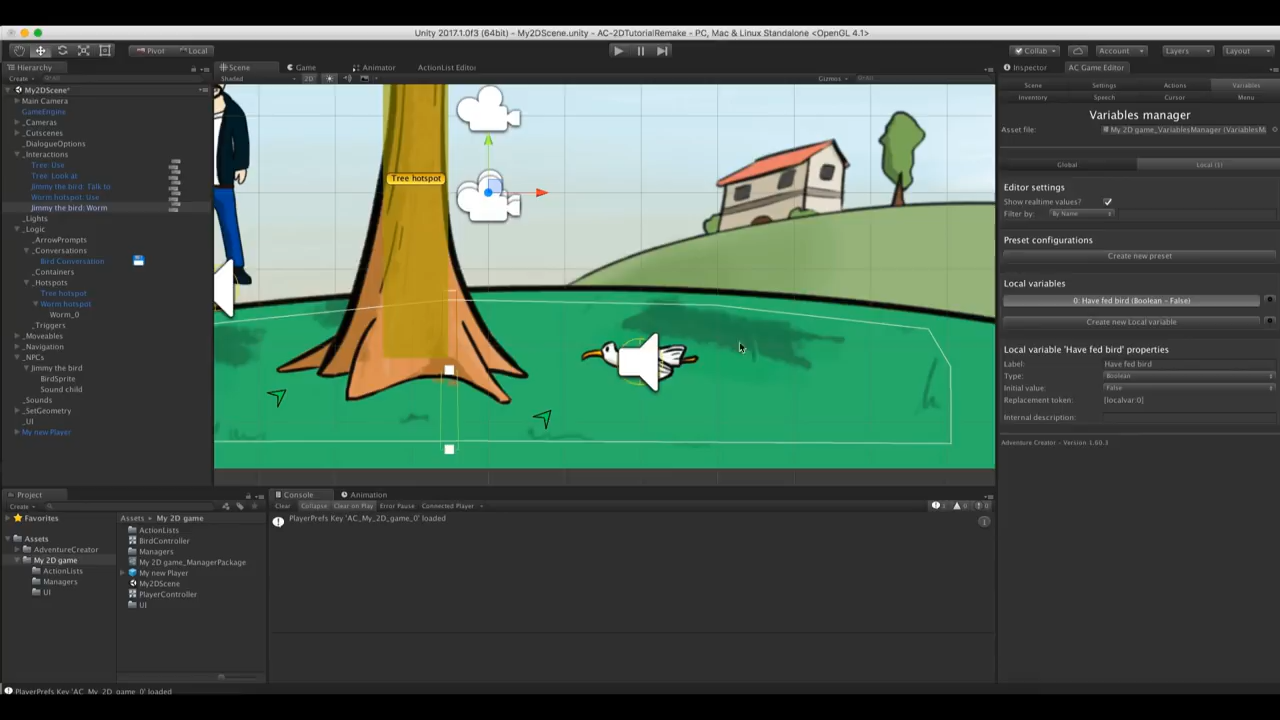 Unity 2017.1.0f3 (64bit) - My2DScene.unity - AC-2DTutorialRemake - PC, Mac & Linux Standalone <OpenGL 4.1>
Pivot Local Collab Account Layers Layout
Hierarchy Scene Game Animator ActionList Editor Inspector AC Game Editor
Create Shaded 2D Gizmos
My2DScene*
Main Camera
GameEngine
_Cameras
_Cutscenes
_DialogueOptions
_Interactions
Tree: Use
Tree: Look at
Jimmy the bird: Talk to
Worm hotspot: Use
Jimmy the bird: Worm
_Lights
_Logic
_ArrowPrompts
_Conversations
Bird Conversation
_Containers
_Hotspots
Tree hotspot
Worm hotspot
Worm_0
_Triggers
_Moveables
_Navigation
_NPCs
Jimmy the bird
BirdSprite
Sound child
_Sounds
_SetGeometry
_UI
My new Player
Tree hotspot
Scene Settings Actions Variables
Inventory Speech Cursor Menu
Variables manager
Asset file: My 2D game_VariablesManager (VariablesM
Global Local (1)
Editor settings
Show realtime values?
Filter by: By Name
Preset configurations
Create new preset
Local variables
0: Have fed bird (Boolean - False)
Create new Local variable
Local variable 'Have fed bird' properties
Label: Have fed bird
Type: Boolean
Initial value: False
Replacement token: [localvar:0]
Internal description:
Adventure Creator - Version 1.60.3
Project
Create
Favorites
Assets
AdventureCreator
My 2D game
ActionLists
Managers
UI
Assets My 2D game
ActionLists
BirdController
Managers
My 2D game_ManagerPackage
My new Player
My2DScene
PlayerController
UI
Console Animation
Clear Collapse Clear on Play Error Pause Connected Player
PlayerPrefs Key 'AC_My_2D_game_0' loaded
PlayerPrefs Key 'AC_My_2D_game_0' loaded